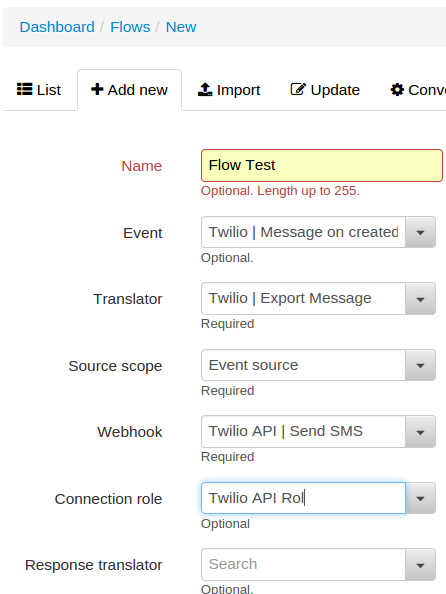 Dashboard / Flows / New
List Add new Import Update Conv
Name Flow Test
Optional. Length up to 255.
Event Twilio | Message on created
Optional.
Translator Twilio | Export Message
Required
Source scope Event source
Required
Webhook Twilio API | Send SMS
Required
Connection role Twilio API Rol
Optional
Response translator Search
Optional.